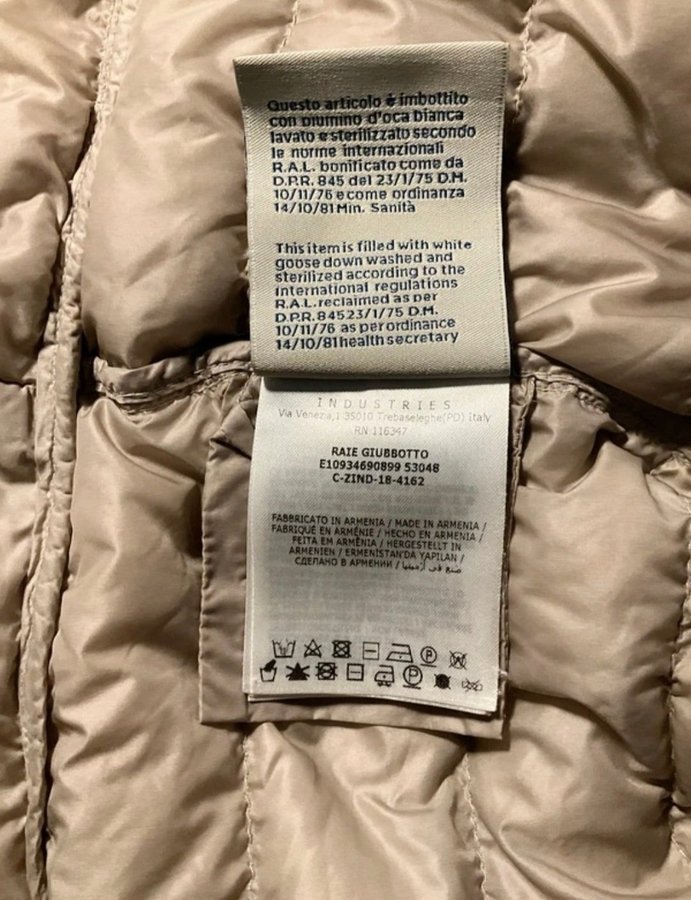 Questo articolo è imbottito
con piumino d'oca bianca
lavato e sterilizzato secondo
le norme internazionali
R.A.L. bonificato come da
D.P.R. 845 del 23/1/75 D.M.
10/11/76 e come ordinanza
14/10/81 Min. Sanità
This item is filled with white
goose down washed and
sterilized according to the
international regulations
R.A.L. reclaimed as per
D.P.R. 84523/1/75 D.M.
10/11/76 as per ordinance
14/10/81 health secretary
INDUSTRIES
Via Venezia,1 35010 Trebaseleghe(PD) Italy
RN 116347
RAIE GIUBBOTTO
E10934690899 53048
C-ZIND-18-4162
FABBRICATO IN ARMENIA / MADE IN ARMENIA /
FABRIQUÉ EN ARMÉNIE / HECHO EN ARMENIA /
FEITA EM ARMÊNIA / HERGESTELLT IN
ARMENIEN / ERMENİSTAN'DA YAPILAN /
СДЕЛАНО В АРМЕНИИ / صنع في أرمينيا